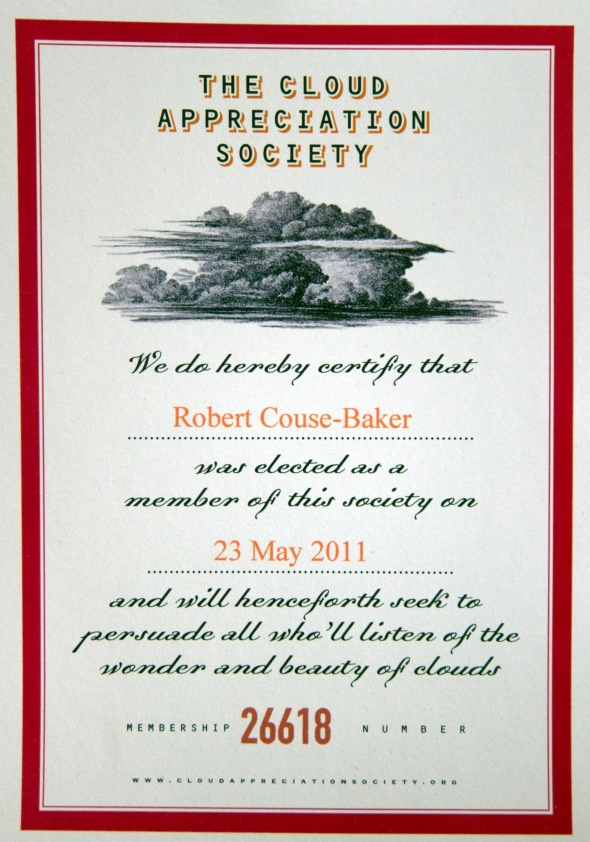 THE CLOUD
APPRECIATION
SOCIETY
We do hereby certify that
Robert Couse-Baker
was elected as a
member of this society on
23 May 2011
and will henceforth seek to
persuade all who'll listen of the
wonder and beauty of clouds
MEMBERSHIP 26618 NUMBER
WWW.CLOUDAPPRECIATIONSOCIETY.ORG